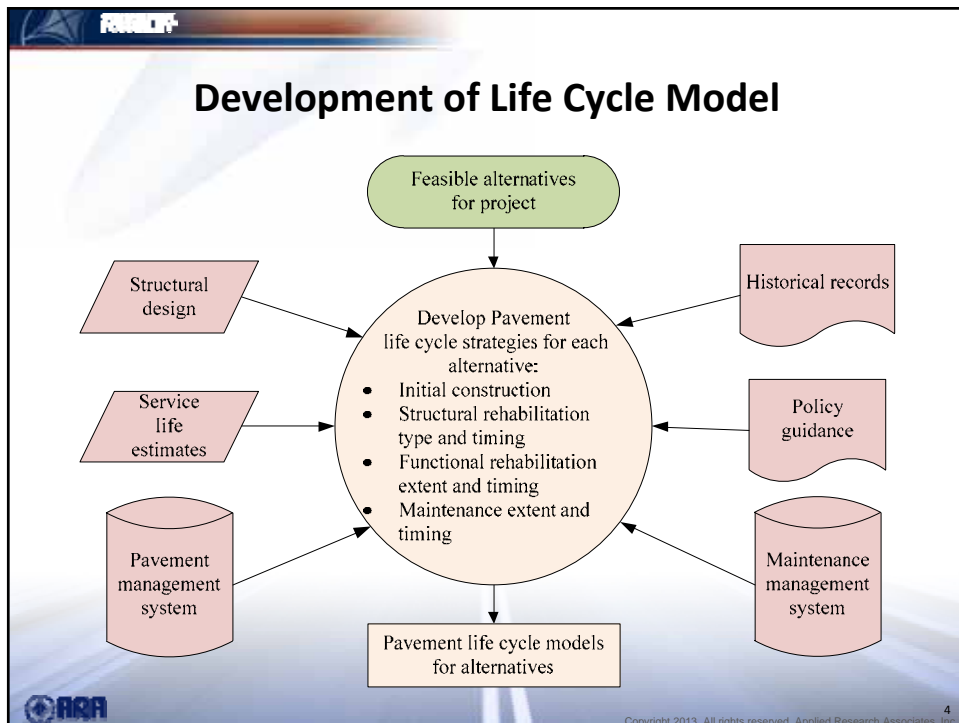 Development of Life Cycle Model
Feasible alternatives
for project
Structural
design
Historical records
Develop Pavement
life cycle strategies for each
alternative:
• Initial construction
• Structural rehabilitation
type and timing
• Functional rehabilitation
extent and timing
• Maintenance extent and
timing
Service
life
estimates
Policy
guidance
Pavement
management
system
Maintenance
management
system
Pavement life cycle models
for alternatives
ARA
4
Copyright 2013. All rights reserved. Applied Research Associates, Inc.